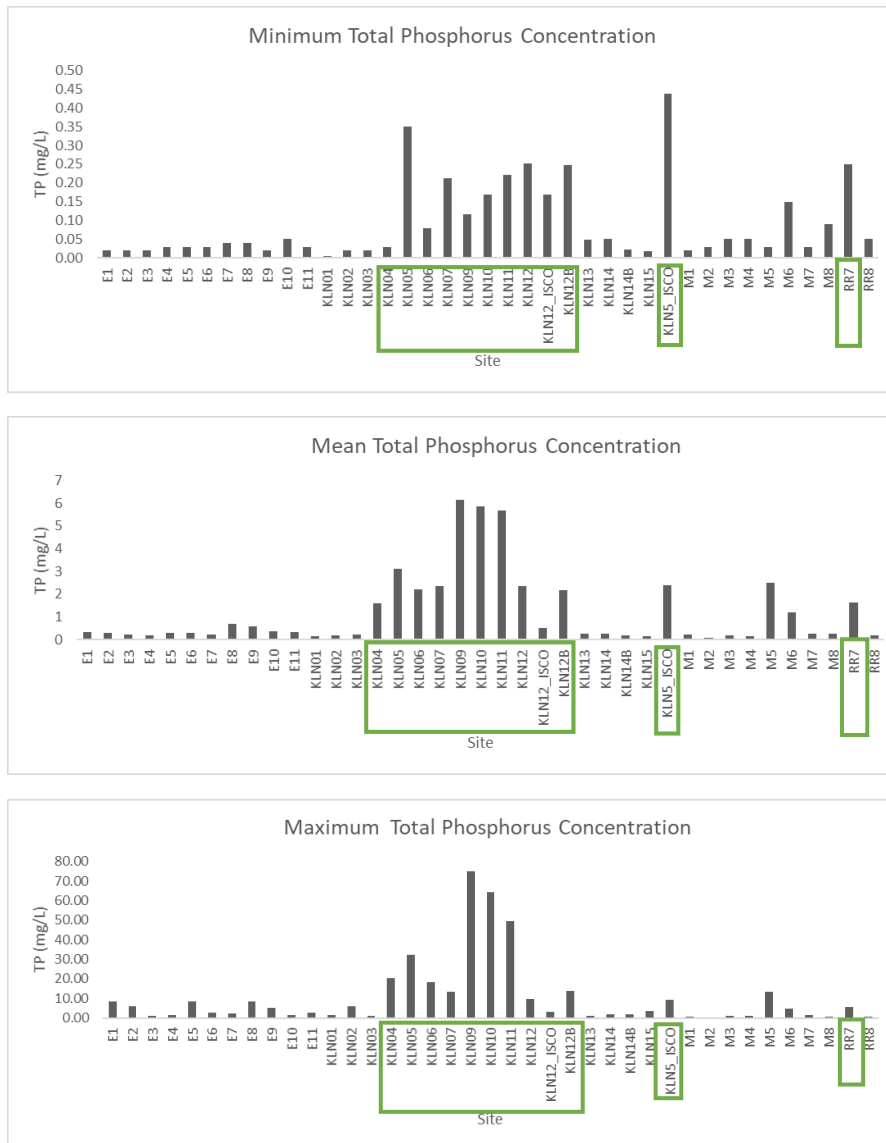 Minimum Total Phosphorus Concentration
TP (mg/L)
0.50
0.45
0.40
0.35
0.30
0.25
0.20
0.15
0.10
0.05
0.00
E1 E2 E3 E4 E5 E6 E7 E8 E9 E10 E11 KLN01 KLN02 KLN03 KLN04 KLN05 KLN06 KLN07 KLN09 KLN10 KLN11 KLN12 KLN12_ISCO KLN12B KLN13 KLN14 KLN14B KLN15 KLN5_ISCO M1 M2 M3 M4 M5 M6 M7 M8 RR7 RR8
Site
Mean Total Phosphorus Concentration
TP (mg/L)
7
6
5
4
3
2
1
0
E1 E2 E3 E4 E5 E6 E7 E8 E9 E10 E11 KLN01 KLN02 KLN03 KLN04 KLN05 KLN06 KLN07 KLN09 KLN10 KLN11 KLN12 KLN12_ISCO KLN12B KLN13 KLN14 KLN14B KLN15 KLN5_ISCO M1 M2 M3 M4 M5 M6 M7 M8 RR7 RR8
Site
Maximum Total Phosphorus Concentration
TP (mg/L)
80.00
70.00
60.00
50.00
40.00
30.00
20.00
10.00
0.00
E1 E2 E3 E4 E5 E6 E7 E8 E9 E10 E11 KLN01 KLN02 KLN03 KLN04 KLN05 KLN06 KLN07 KLN09 KLN10 KLN11 KLN12 KLN12_ISCO KLN12B KLN13 KLN14 KLN14B KLN15 KLN5_ISCO M1 M2 M3 M4 M5 M6 M7 M8 RR7 RR8
Site